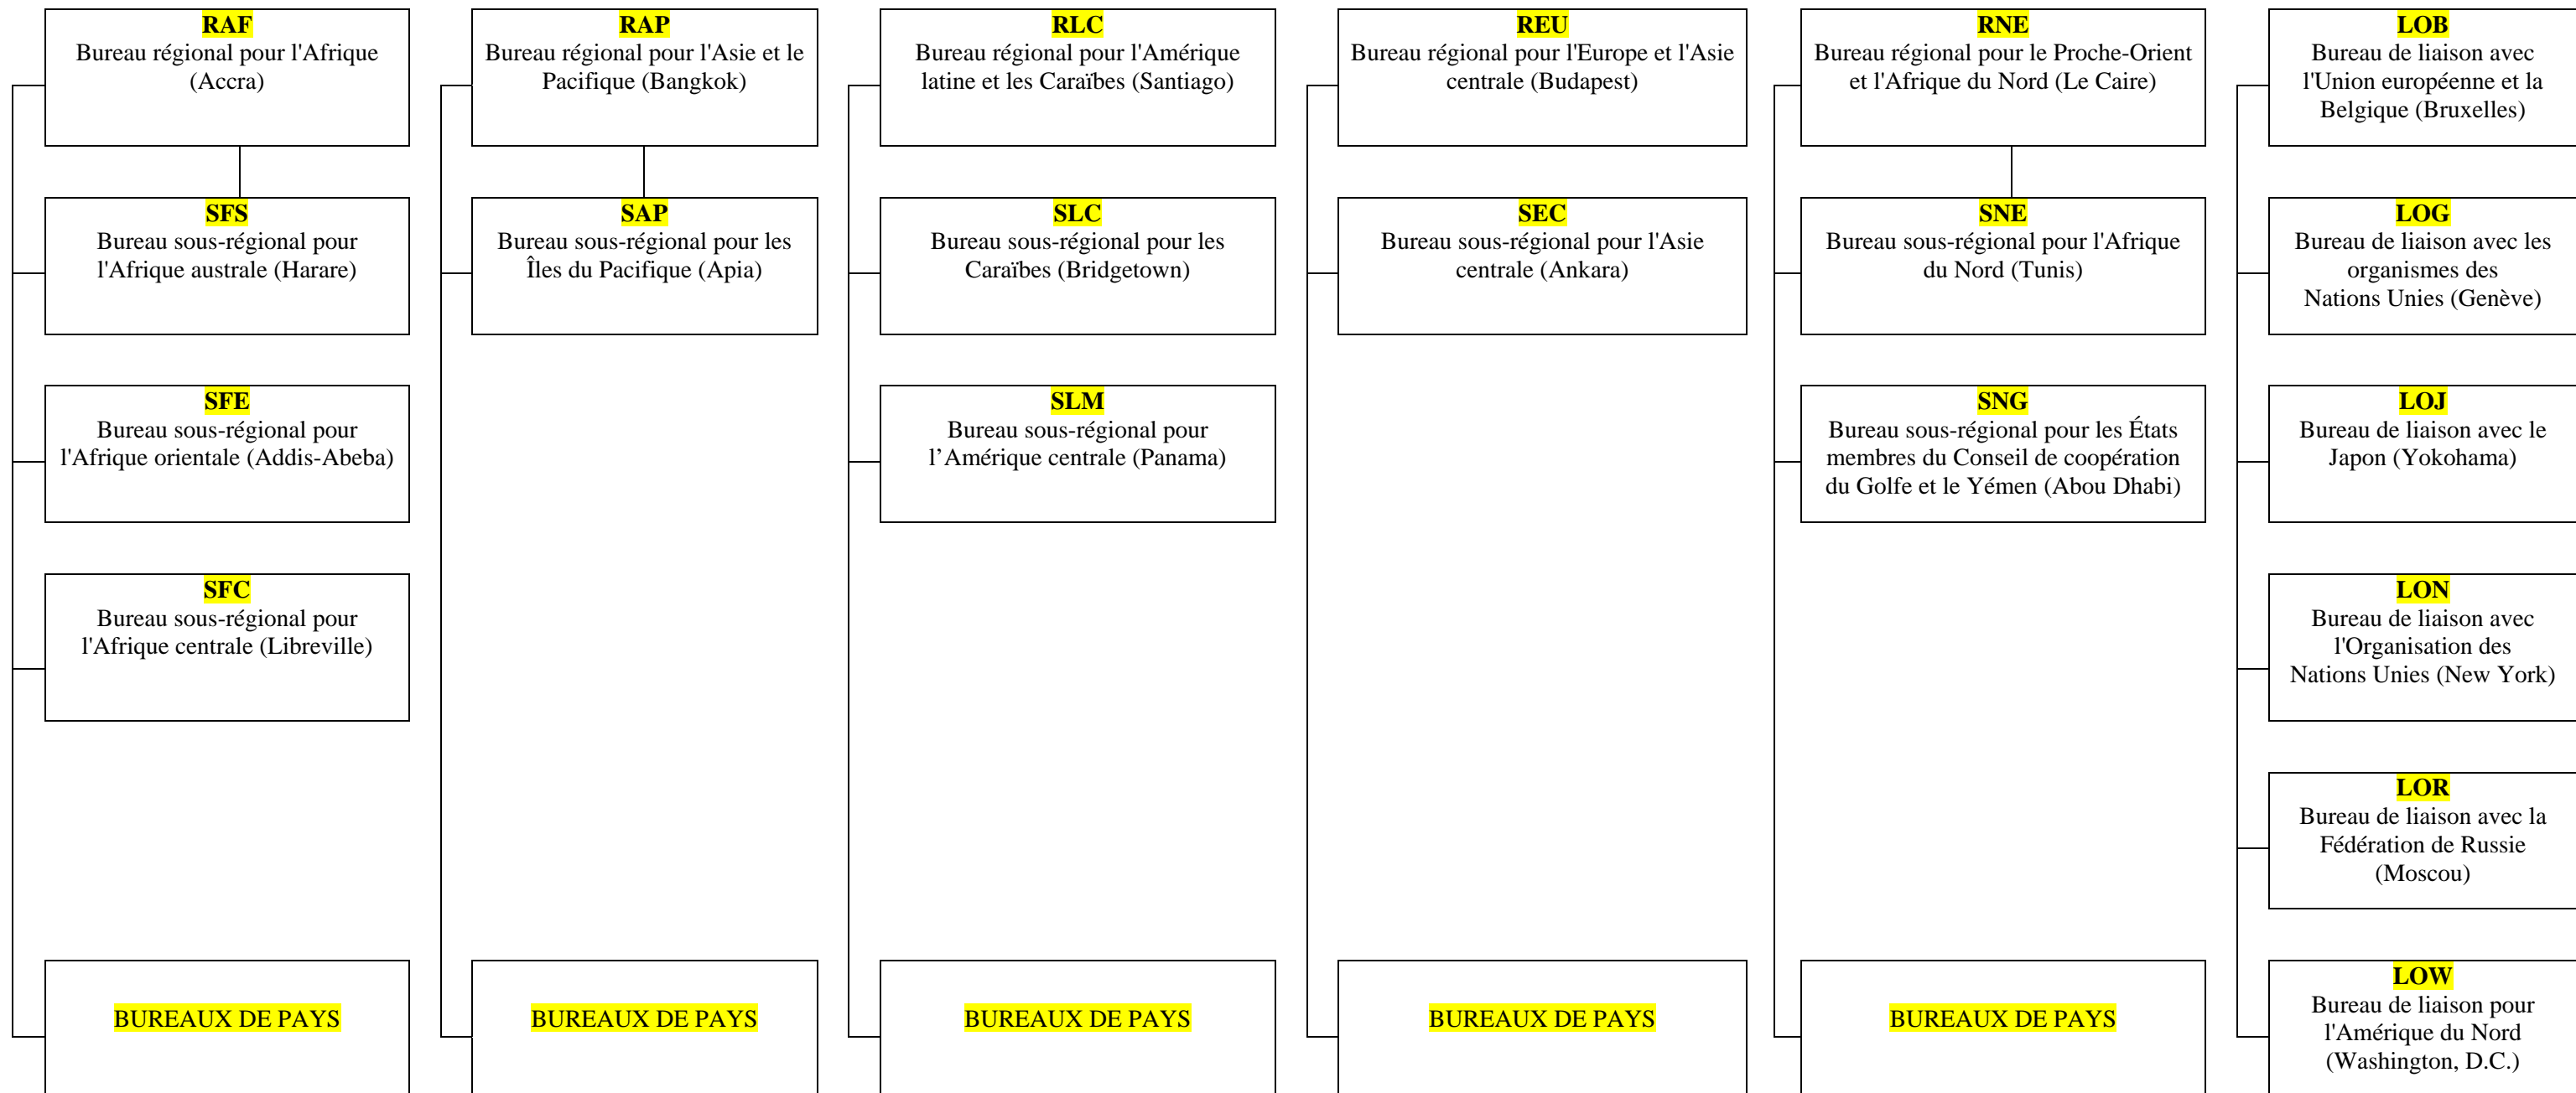 RAF
Bureau régional pour l'Afrique
(Accra)
SFS
Bureau sous-régional pour
l'Afrique australe (Harare)
SFE
Bureau sous-régional pour
l'Afrique orientale (Addis-Abeba)
SFC
Bureau sous-régional pour
l'Afrique centrale (Libreville)
BUREAUX DE PAYS
RAP
Bureau régional pour l'Asie et le
Pacifique (Bangkok)
SAP
Bureau sous-régional pour les
Îles du Pacifique (Apia)
BUREAUX DE PAYS
RLC
Bureau régional pour l'Amérique
latine et les Caraïbes (Santiago)
SLC
Bureau sous-régional pour les
Caraïbes (Bridgetown)
SLM
Bureau sous-régional pour
l’Amérique centrale (Panama)
BUREAUX DE PAYS
REU
Bureau régional pour l'Europe et l'Asie
centrale (Budapest)
SEC
Bureau sous-régional pour l'Asie
centrale (Ankara)
BUREAUX DE PAYS
RNE
Bureau régional pour le Proche-Orient
et l'Afrique du Nord (Le Caire)
SNE
Bureau sous-régional pour l'Afrique
du Nord (Tunis)
SNG
Bureau sous-régional pour les États
membres du Conseil de coopération
du Golfe et le Yémen (Abou Dhabi)
BUREAUX DE PAYS
LOB
Bureau de liaison avec
l'Union européenne et la
Belgique (Bruxelles)
LOG
Bureau de liaison avec les
organismes des
Nations Unies (Genève)
LOJ
Bureau de liaison avec le
Japon (Yokohama)
LON
Bureau de liaison avec
l'Organisation des
Nations Unies (New York)
LOR
Bureau de liaison avec la
Fédération de Russie
(Moscou)
LOW
Bureau de liaison pour
l'Amérique du Nord
(Washington, D.C.)